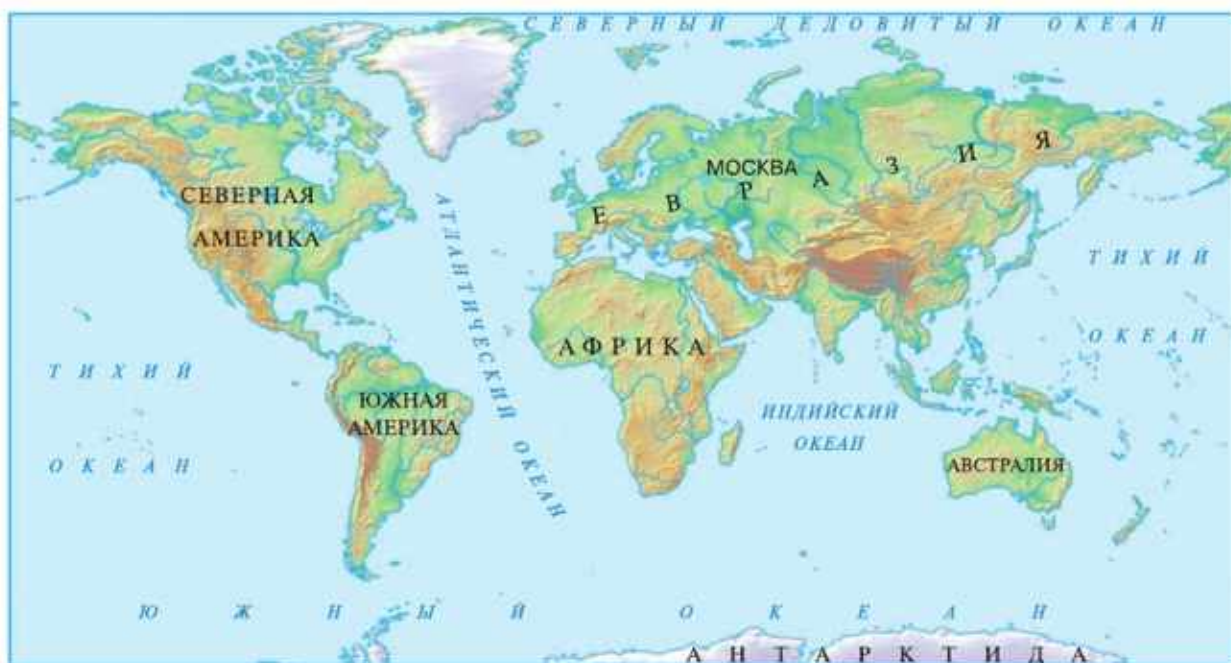 СЕВЕРНЫЙ ЛЕДОВИТЫЙ ОКЕАН
СЕВЕРНАЯ
АМЕРИКА
МОСКВА
ЕВРАЗИЯ
АТЛАНТИЧЕСКИЙ ОКЕАН
ТИХИЙ
ОКЕАН
АФРИКА
ТИХИЙ
ОКЕАН
ЮЖНАЯ
АМЕРИКА
ИНДИЙСКИЙ
ОКЕАН
АВСТРАЛИЯ
ЮЖНЫЙ ОКЕАН
АНТАРКТИДА